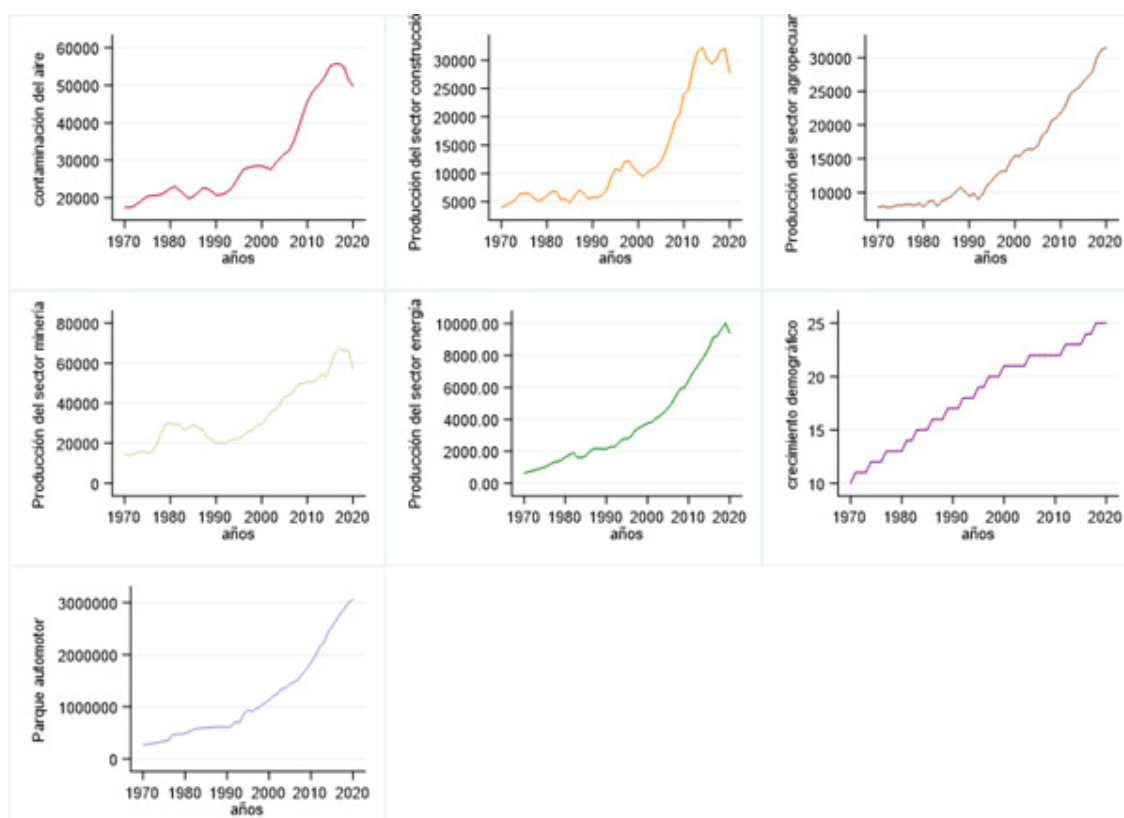 contaminación del aire
60000
50000
40000
30000
20000
1970 1980 1990 2000 2010 2020
años
Producción del sector construcció
30000
25000
20000
15000
10000
5000
1970 1980 1990 2000 2010 2020
años
Producción del sector agropecuar
30000
25000
20000
15000
10000
1970 1980 1990 2000 2010 2020
años
Producción del sector minería
80000
60000
40000
20000
0
1970 1980 1990 2000 2010 2020
años
Producción del sector energía
10000.00
8000.00
6000.00
4000.00
2000.00
0.00
1970 1980 1990 2000 2010 2020
años
crecimiento demográfico
25
20
15
10
1970 1980 1990 2000 2010 2020
años
Parque automotor
3000000
2000000
1000000
0
1970 1980 1990 2000 2010 2020
años